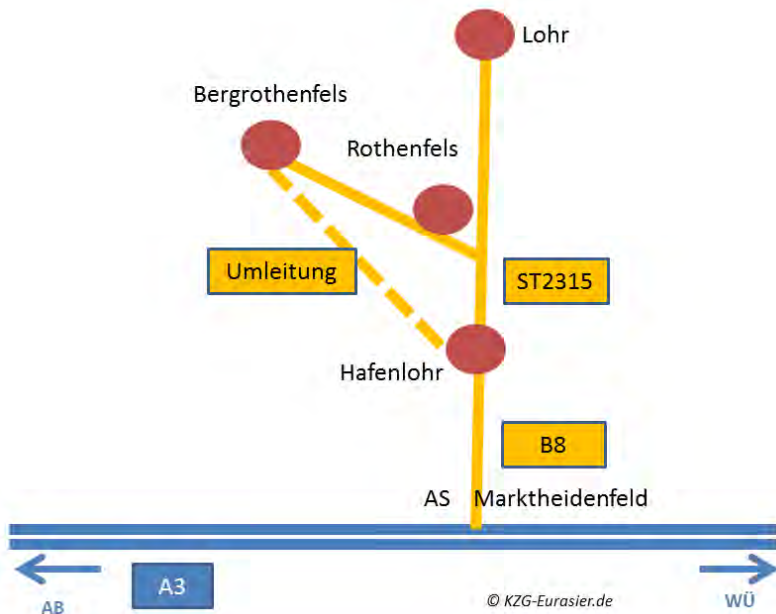 Lohr
Bergrothenfels
Rothenfels
Umleitung
ST2315
Hafenlohr
B8
AS Marktheidenfeld
A3
AB
© KZG-Eurasier.de
WÜ